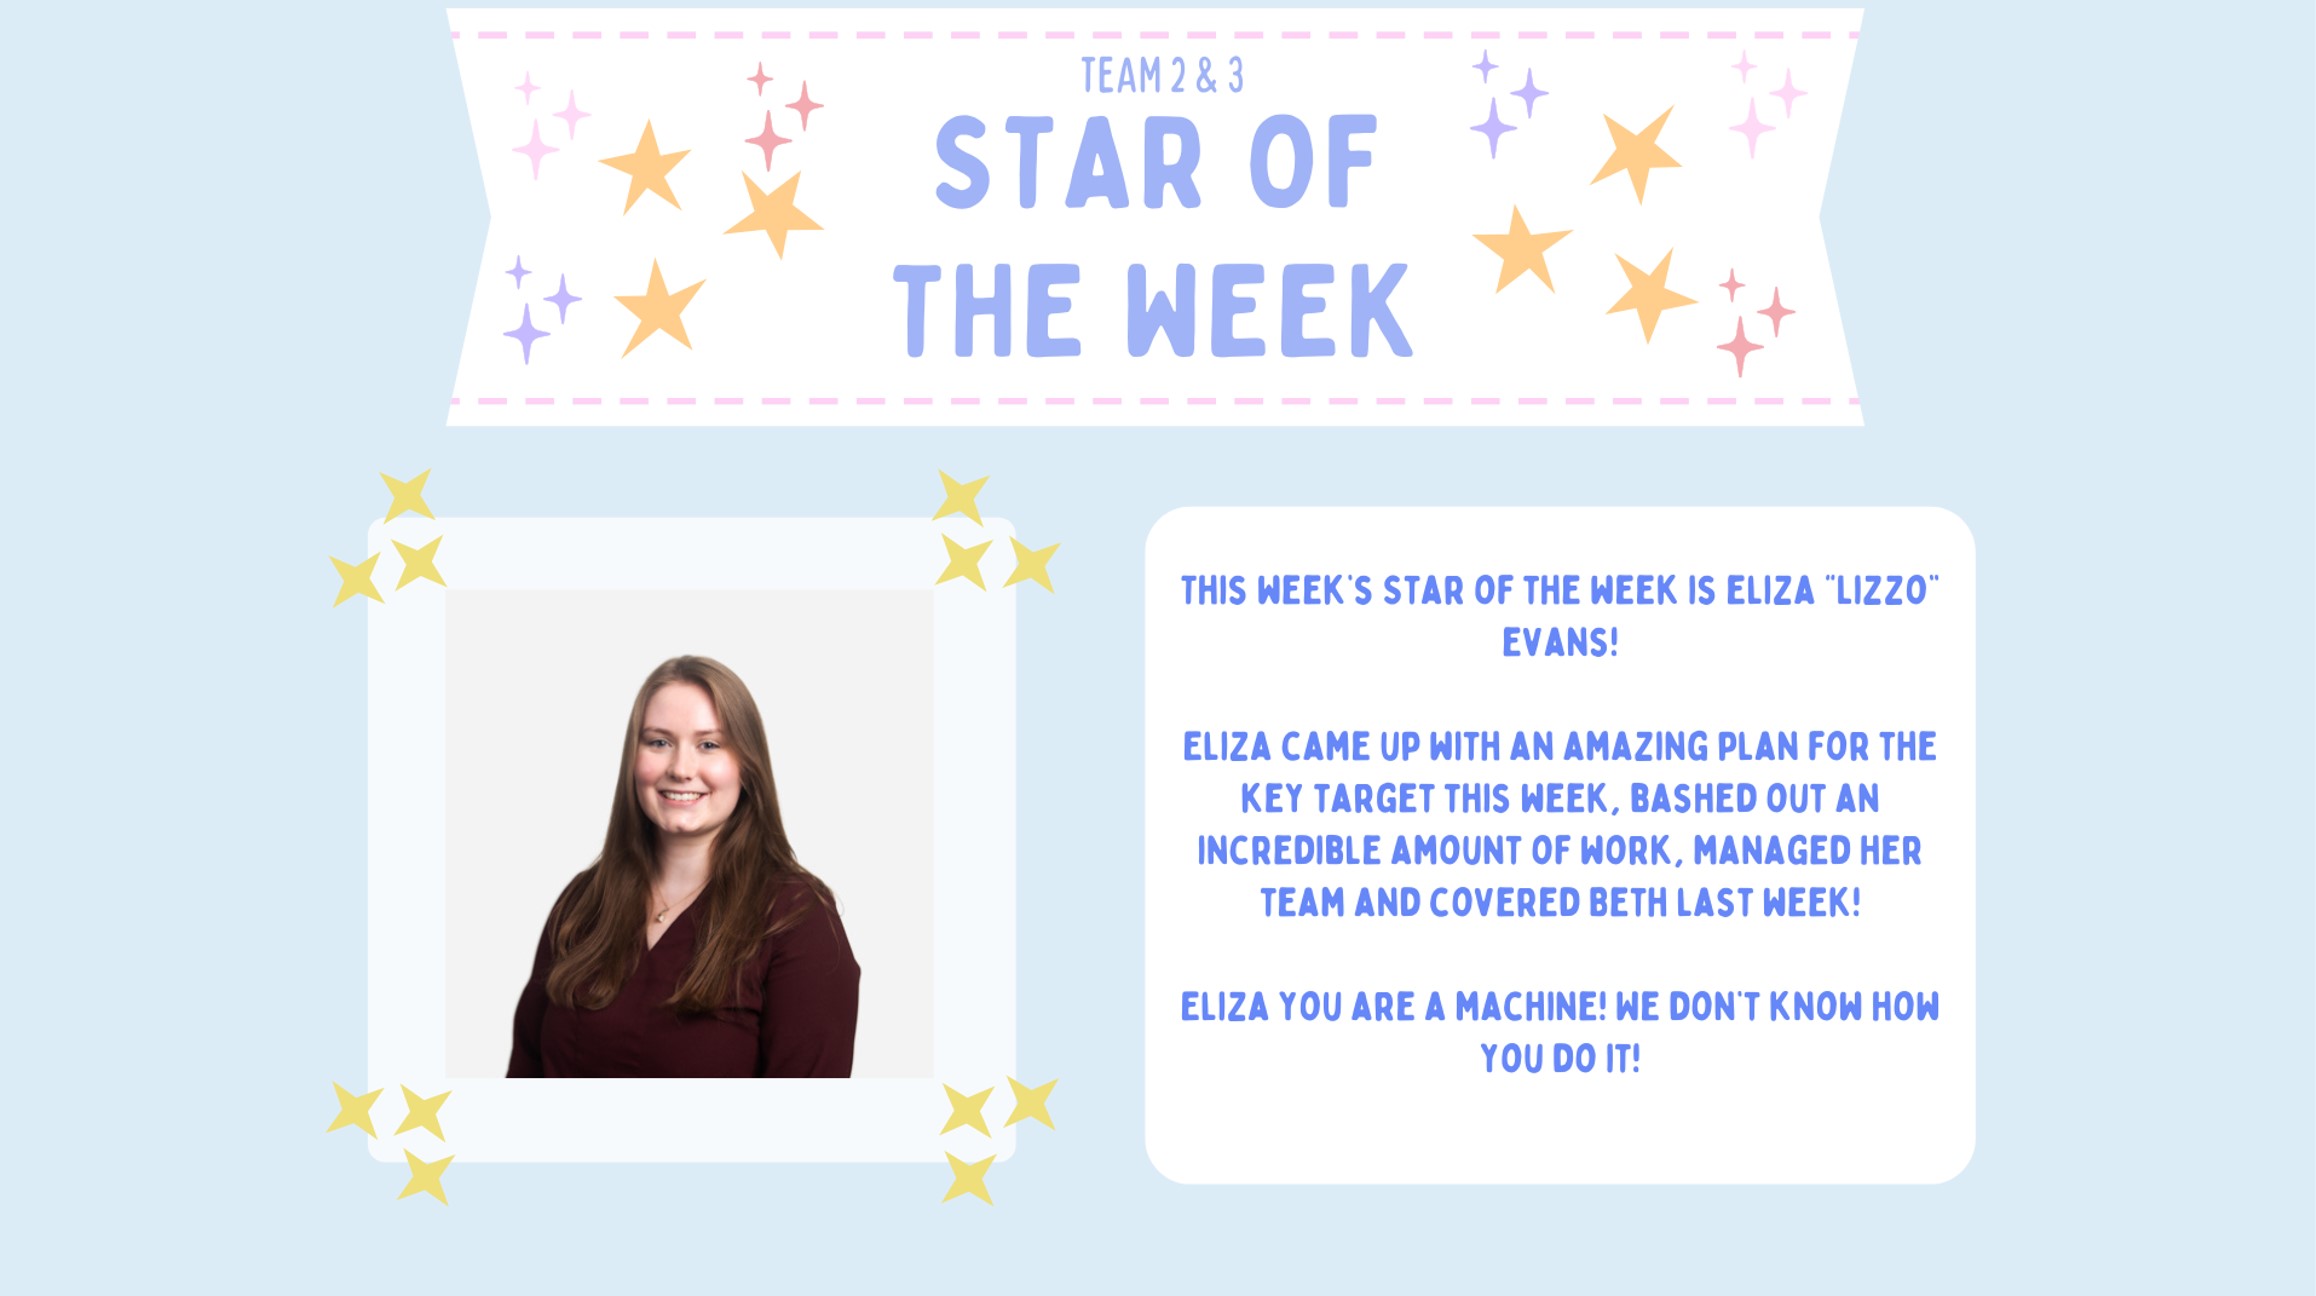 TEAM 2 & 3
STAR OF
THE WEEK
THIS WEEK'S STAR OF THE WEEK IS ELIZA "LIZZO"
EVANS!
ELIZA CAME UP WITH AN AMAZING PLAN FOR THE
KEY TARGET THIS WEEK, BASHED OUT AN
INCREDIBLE AMOUNT OF WORK, MANAGED HER
TEAM AND COVERED BETH LAST WEEK!
ELIZA YOU ARE A MACHINE! WE DON'T KNOW HOW
YOU DO IT!